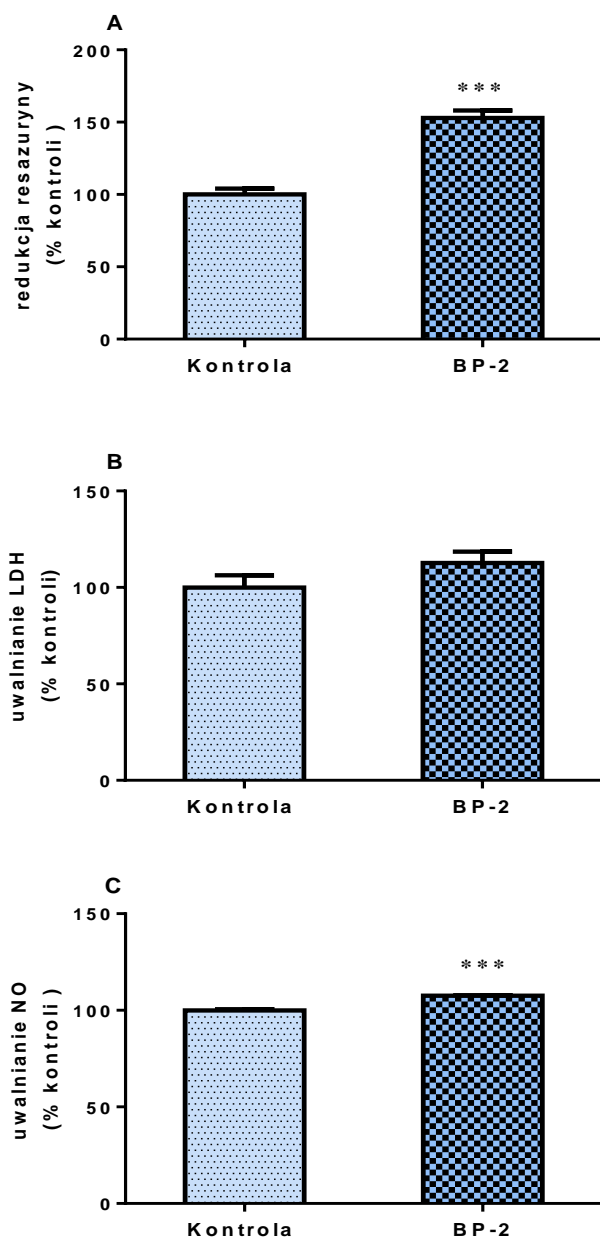 A
redukcja resazuryny
(% kontroli )
200
150
100
50
0
***
Kontrola BP-2
B
uwalnianie LDH
(% kontroli)
150
100
50
0
Kontrola BP-2
C
uwalnianie NO
(% kontroli )
150
100
50
0
***
Kontrola BP-2